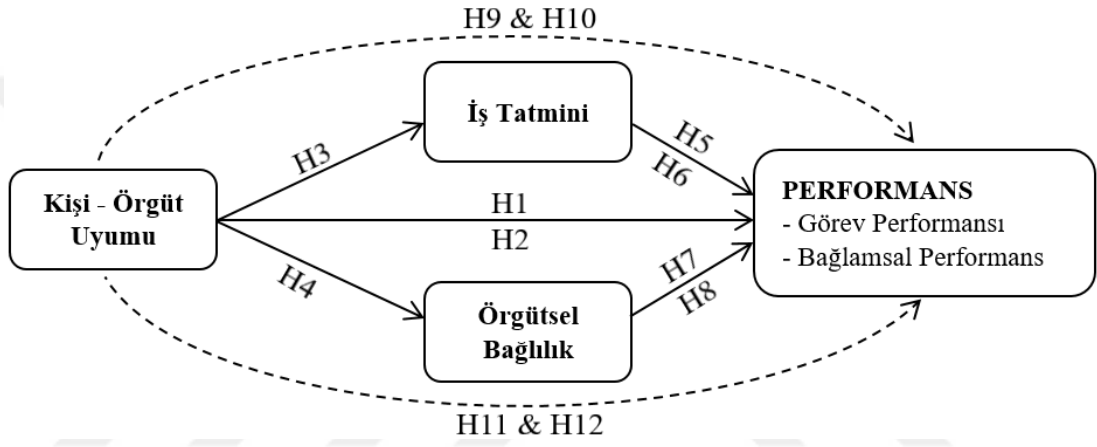 H9 & H10
İş Tatmini
H3
H5
H6
Kişi - Örgüt
Uyumu
H1
H2
PERFORMANS
- Görev Performansı
- Bağlamsal Performans
H4
H7
H8
Örgütsel
Bağlılık
H11 & H12